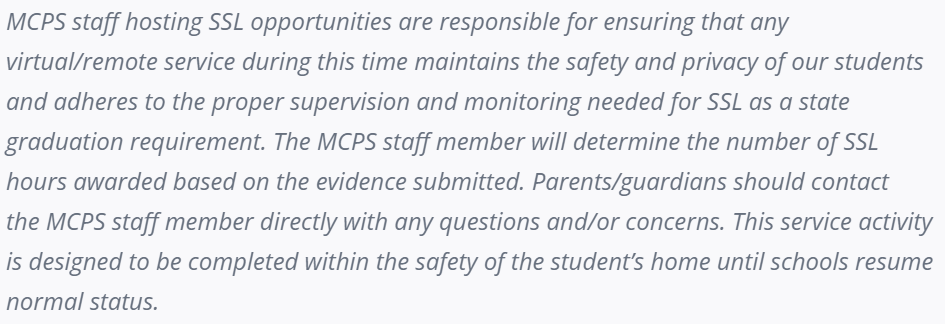 MCPS staff hosting SSL opportunities are responsible for ensuring that any
virtual/remote service during this time maintains the safety and privacy of our students
and adheres to the proper supervision and monitoring needed for SSL as a state
graduation requirement. The MCPS staff member will determine the number of SSL
hours awarded based on the evidence submitted. Parents/guardians should contact
the MCPS staff member directly with any questions and/or concerns. This service activity
is designed to be completed within the safety of the student’s home until schools resume
normal status.